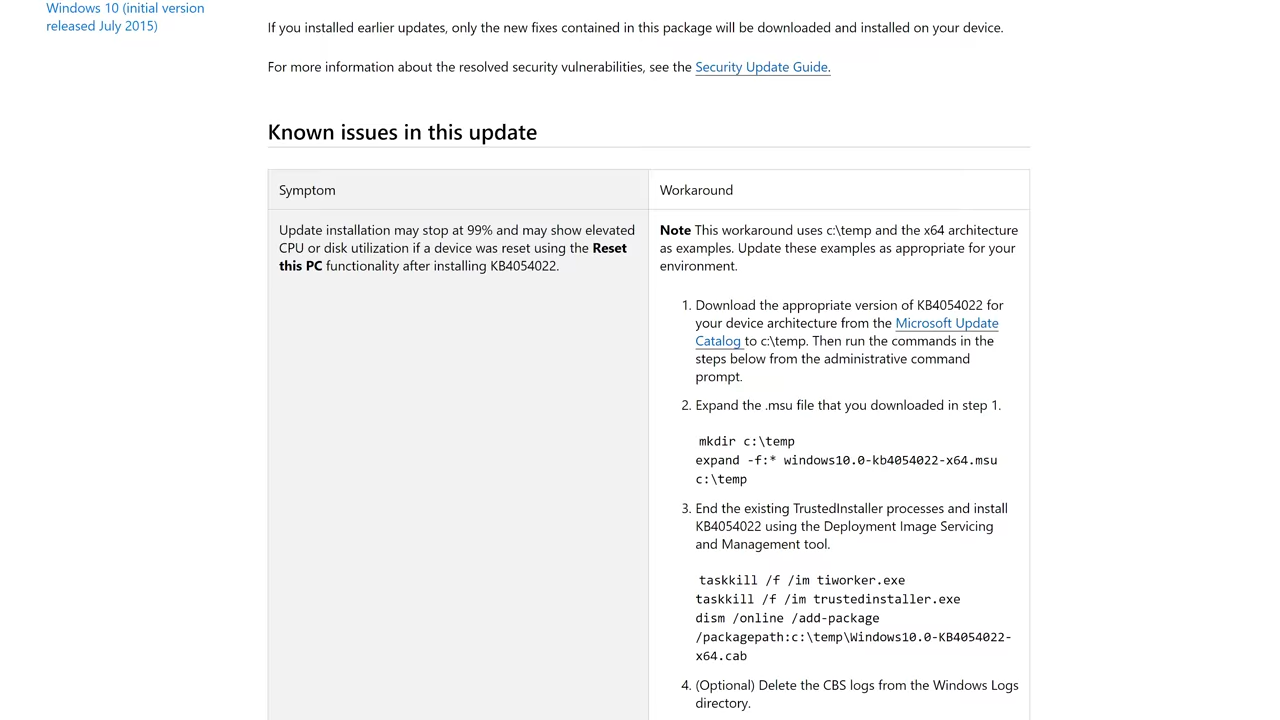 Windows 10 (initial version
released July 2015)
If you installed earlier updates, only the new fixes contained in this package will be downloaded and installed on your device.
For more information about the resolved security vulnerabilities, see the Security Update Guide.
Known issues in this update
Symptom
Workaround
Update installation may stop at 99% and may show elevated
CPU or disk utilization if a device was reset using the Reset
this PC functionality after installing KB4054022.
Note This workaround uses c:\temp and the x64 architecture
as examples. Update these examples as appropriate for your
environment.
1. Download the appropriate version of KB4054022 for
your device architecture from the Microsoft Update
Catalog to c:\temp. Then run the commands in the
steps below from the administrative command
prompt.
2. Expand the .msu file that you downloaded in step 1.
mkdir c:\temp
expand -f:* windows10.0-kb4054022-x64.msu
c:\temp
3. End the existing TrustedInstaller processes and install
KB4054022 using the Deployment Image Servicing
and Management tool.
taskkill /f /im tiworker.exe
taskkill /f /im trustedinstaller.exe
dism /online /add-package
/packagepath:c:\temp\Windows10.0-KB4054022-
x64.cab
4. (Optional) Delete the CBS logs from the Windows Logs
directory.